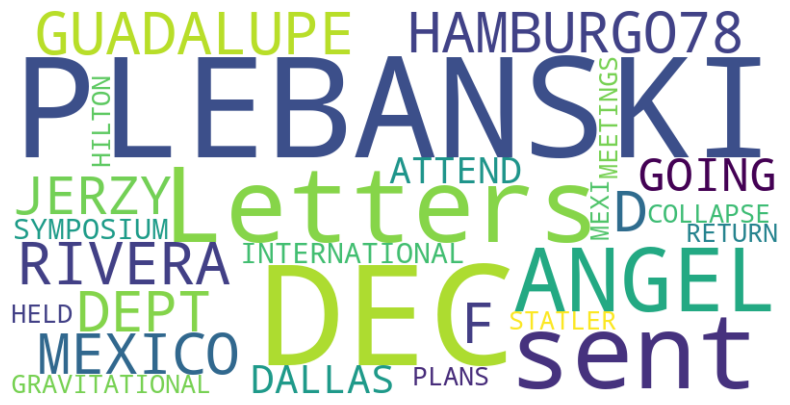 GUADALUPE HAMBURGO78
PLEBANSKI
HILTON
MEETINGS
ATTEND
GOING
JERZY
Letters
MEXI
D
COLLAPSE
SYMPOSIUM
RETURN
RIVERA
INTERNATIONAL
ANGEL
DEC
HELD
DEPT
F
STATLER
sent
MEXICO
DALLAS
PLANS
GRAVITATIONAL